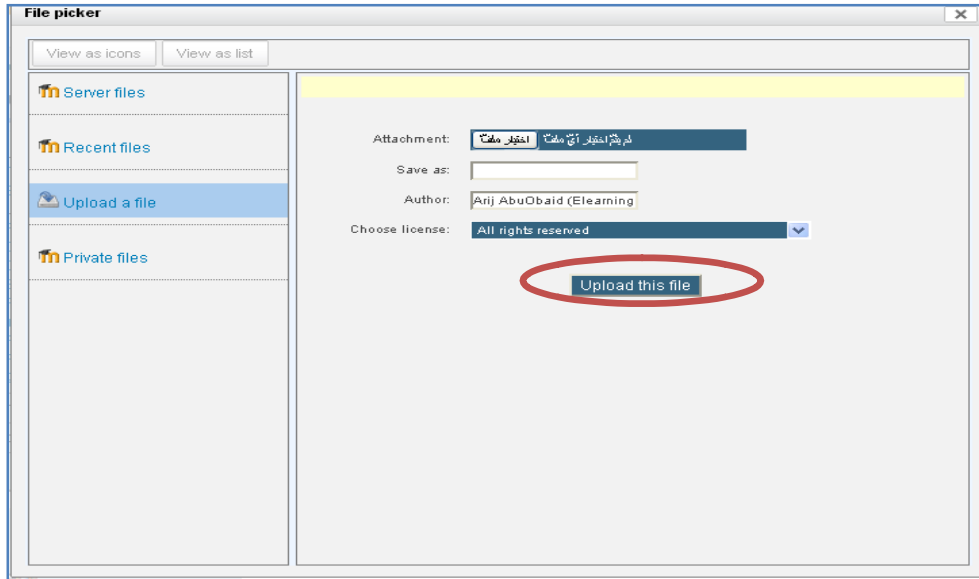 File picker
View as icons View as list
Server files
Recent files
Upload a file
Private files
Attachment: اختيار ملفّ لم يتمّ اختيار أيّ ملفّ
Save as:
Author: Arij AbuObaid (Elearning
Choose license: All rights reserved
Upload this file